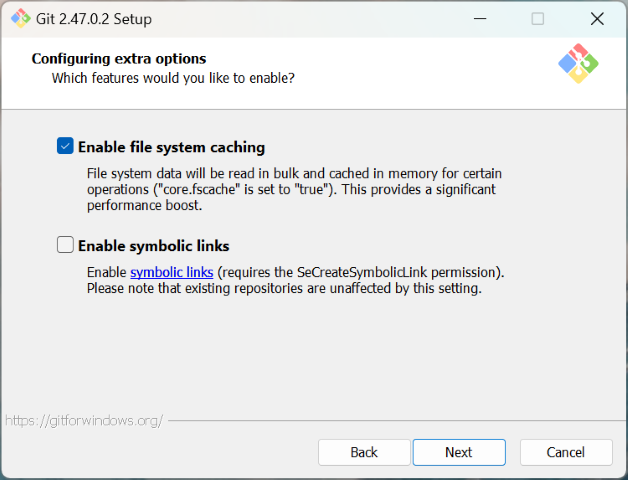 Git 2.47.0.2 Setup
Configuring extra options
Which features would you like to enable?
Enable file system caching
File system data will be read in bulk and cached in memory for certain
operations ("core.fscache" is set to "true"). This provides a significant
performance boost.
Enable symbolic links
Enable symbolic links (requires the SeCreateSymbolicLink permission).
Please note that existing repositories are unaffected by this setting.
https://gitforwindows.org/
Back Next Cancel